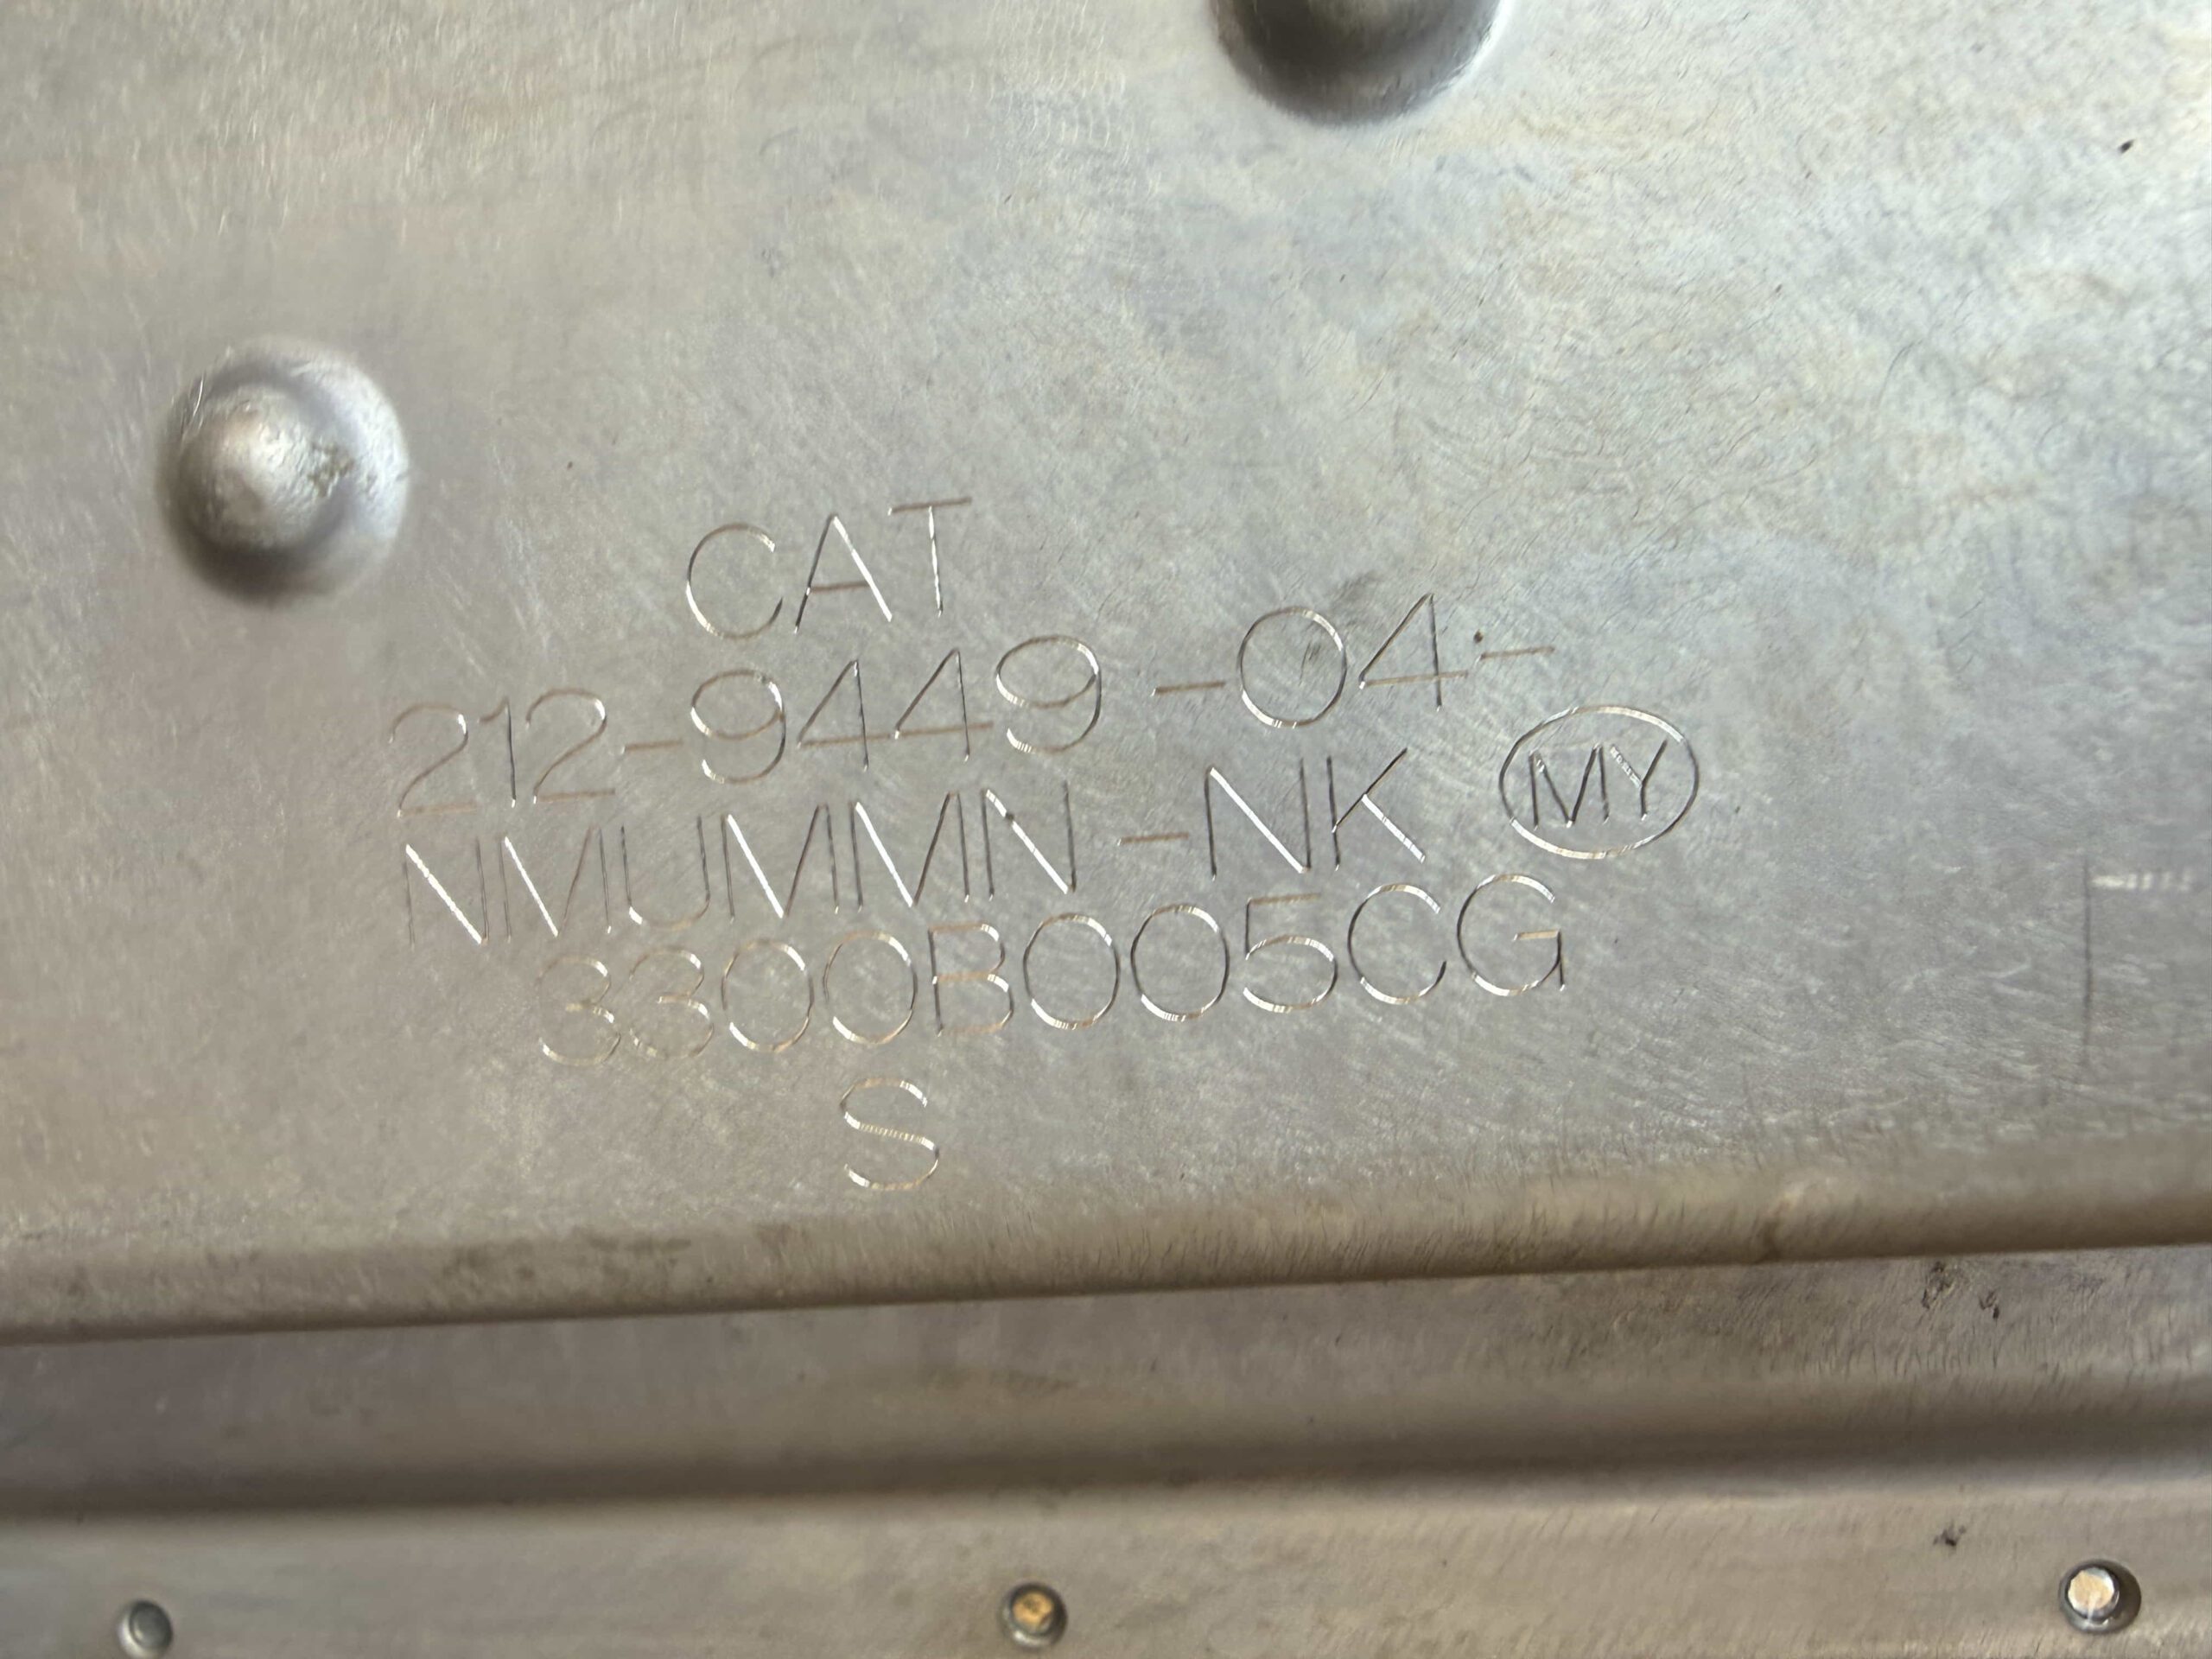 CAT
212-9449-04-
NMUMMN-NK MY
3300B005CG
S